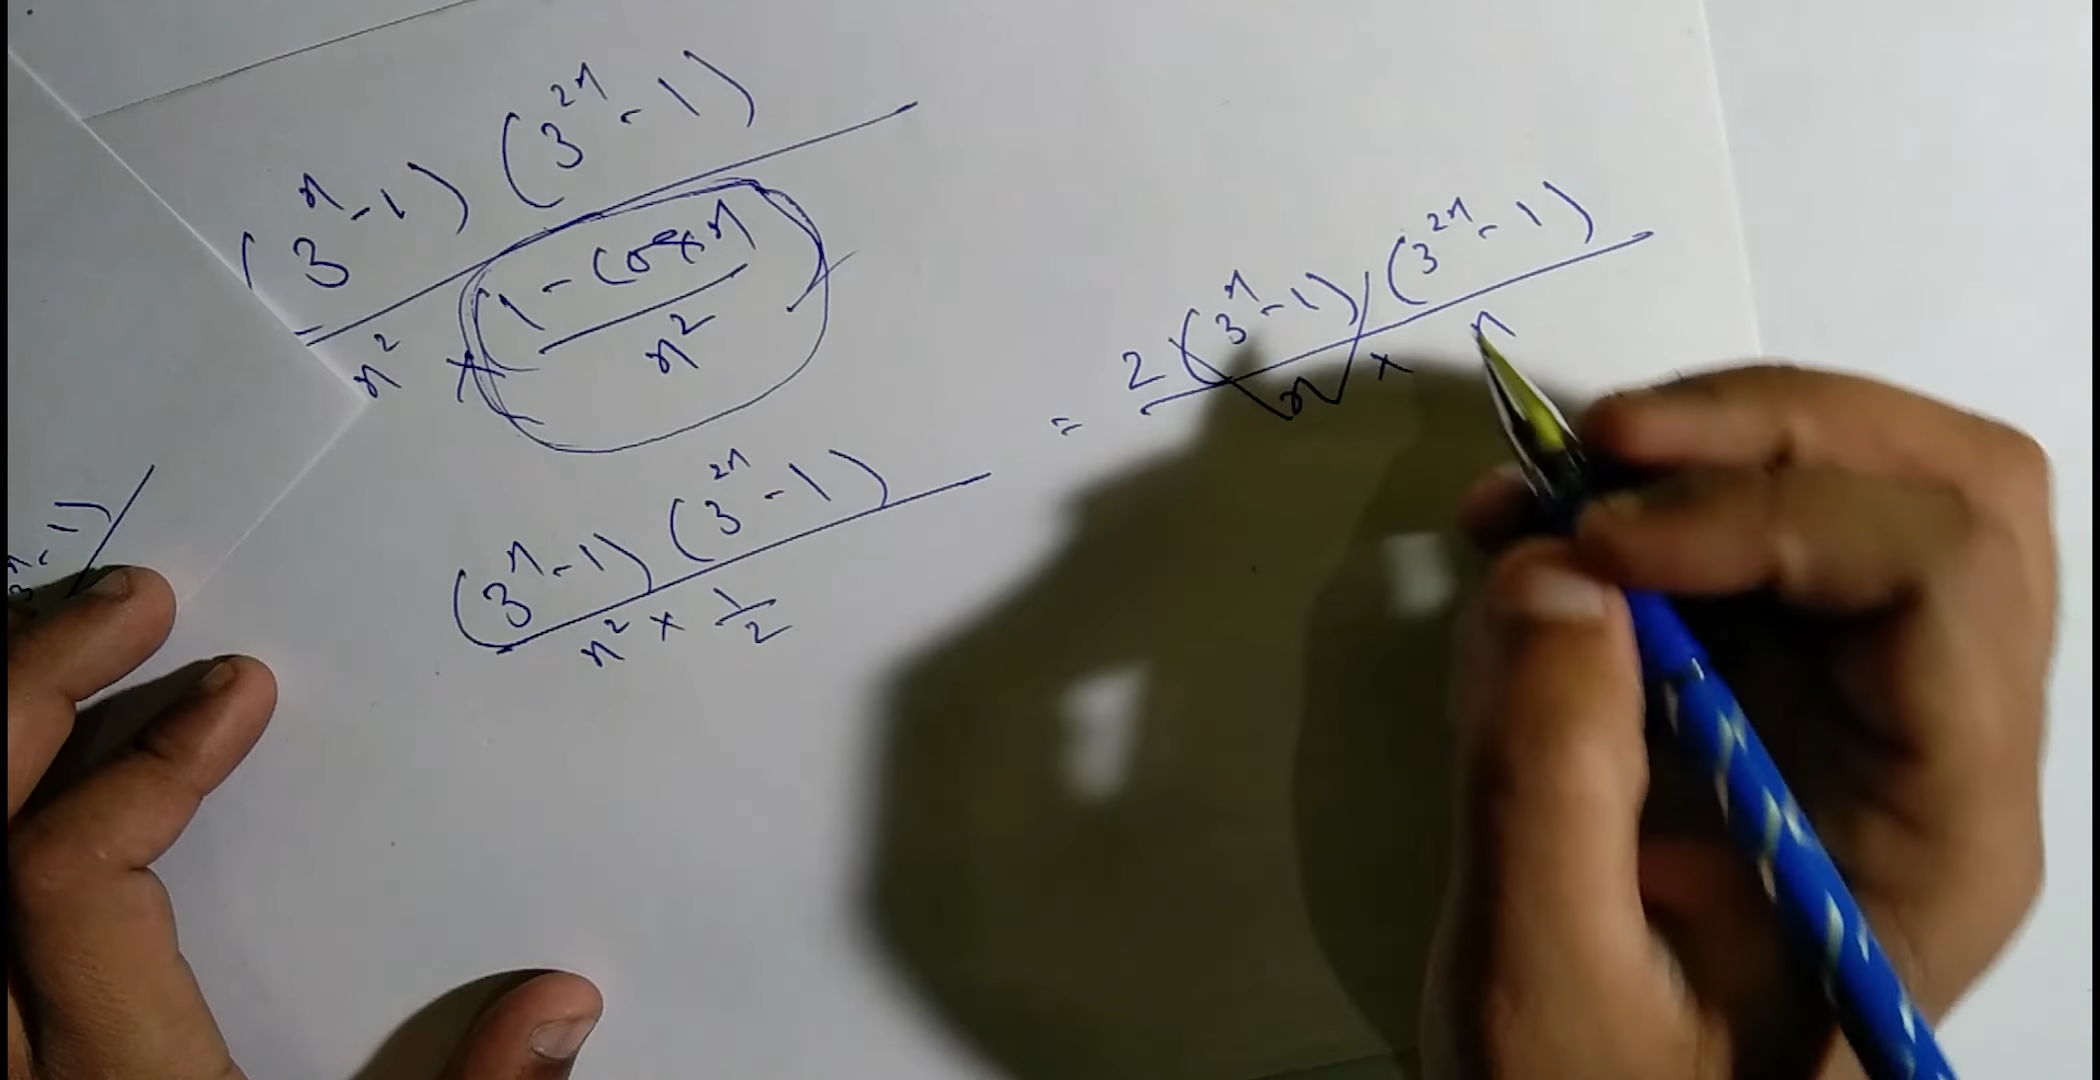 (3^x - 1) (3^{2x} - 1)
x^2 × (1 - cos x) / x^2
(3^x - 1) (3^{2x} - 1)
x^2 × 1/2
= 2 (3^x - 1) (3^{2x} - 1)
x × x